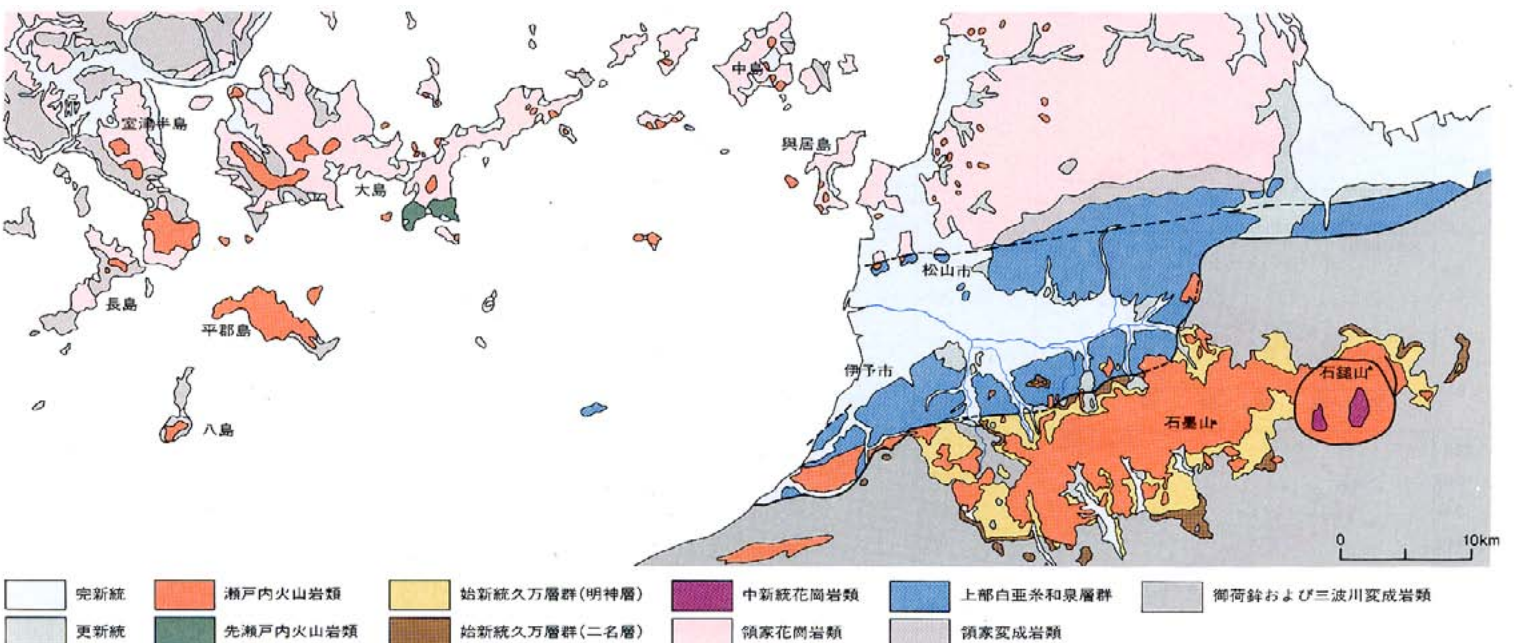 中島
室津半島
興居島
大島
松山市
長島
平郡島
伊予市
石鎚山
八島
石墨山
0 10km
完新統
瀬戸内火山岩類
始新統久万層群(明神層)
中新統花崗岩類
上部白亜系和泉層群
御荷鉾および三波川変成岩類
更新統
先瀬戸内火山岩類
始新統久万層群(二名層)
領家花崗岩類
領家変成岩類